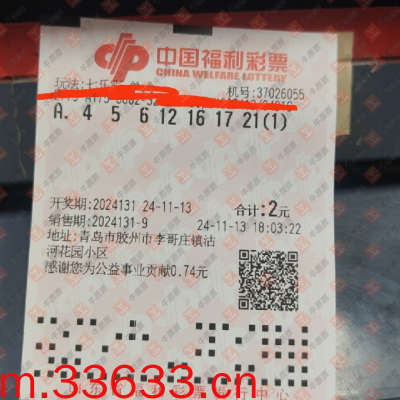 中国福利彩票
CHINA WELFARE LOTTERY
玩法:七乐
机号:37026055
A. 4 5 6 12 16 17 21(1)
开奖期:2024131 24-11-13
合计:2元
销售期:2024131-9 24-11-13 18:03:22
地址:青岛市胶州市李哥庄镇沽
河花园小区
感谢您为公益事业贡献0.74元
m.33633.cn